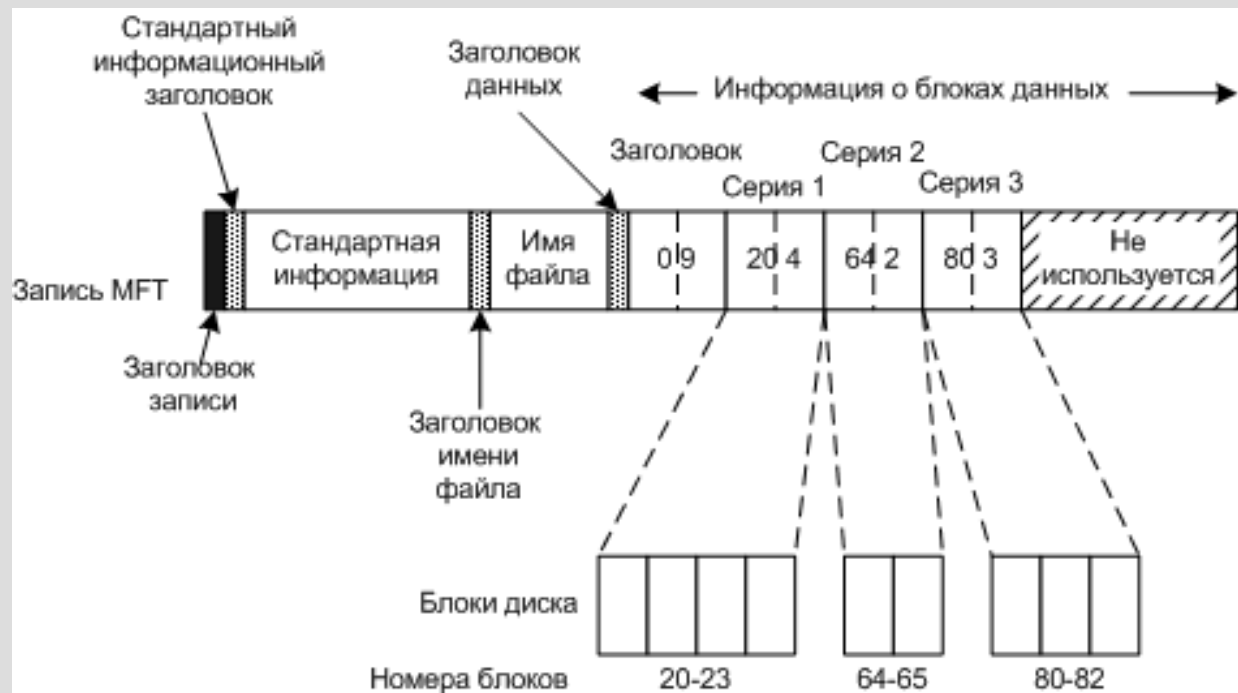 Стандартный
информационный
заголовок
Заголовок
данных
Информация о блоках данных
Заголовок
Серия 1
Серия 2
Серия 3
Запись MFT
Стандартная
информация
Имя
файла
0 9
20 4
64 2
80 3
Не
используется
Заголовок
записи
Заголовок
имени
файла
Блоки диска
Номера блоков
20-23
64-65
80-82